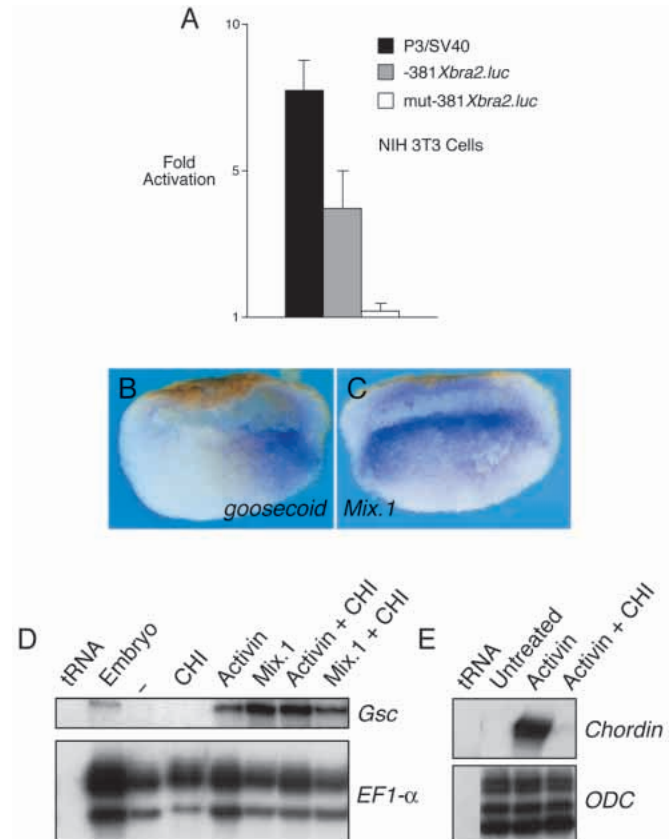 A
10
5
1
Fold
Activation
P3/SV40
-381Xbra2.luc
mut-381Xbra2.luc
NIH 3T3 Cells
B
goosecoid
C
Mix.1
D
tRNA
Embryo
-
CHI
Activin
Mix.1
Activin + CHI
Mix.1 + CHI
Gsc
EF1-α
E
tRNA
Untreated
Activin
Activin + CHI
Chordin
ODC